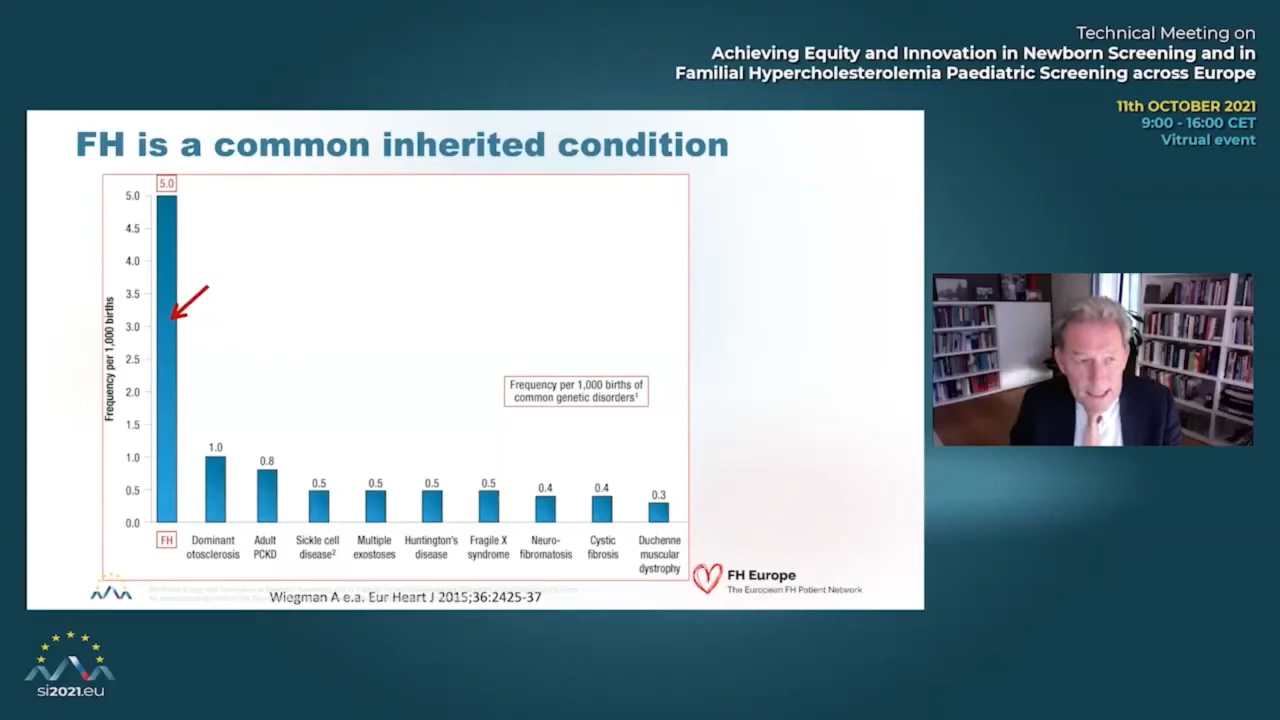 Technical Meeting on
Achieving Equity and Innovation in Newborn Screening and in
Familial Hypercholesterolemia Paediatric Screening across Europe
11th OCTOBER 2021
9:00 - 16:00 CET
Vitrual event
FH is a common inherited condition
5.0
5.0
4.5
4.0
3.5
3.0
2.5
2.0
1.5
1.0
0.5
0.0
Frequency per 1,000 births
1.0
0.8
0.5
0.5
0.5
0.5
0.4
0.4
0.3
Frequency per 1,000 births of
common genetic disorders¹
FH
Dominant
otosclerosis
Adult
PCKD
Sickle cell
disease²
Multiple
exostoses
Huntington's
disease
Fragile X
syndrome
Neuro-
fibromatosis
Cystic
fibrosis
Duchenne
muscular
dystrophy
Wiegman A e.a. Eur Heart J 2015;36:2425-37
FH Europe
The European FH Patient Network
si2021.eu